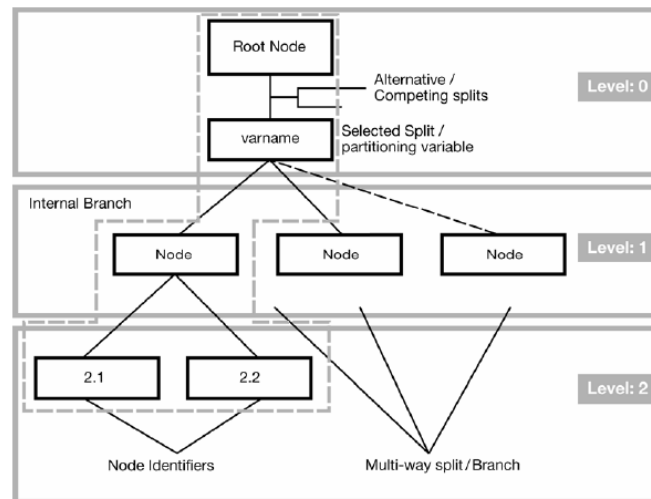 Root Node
Alternative /
Competing splits
Level: 0
varname
Selected Split /
partitioning variable
Internal Branch
Node
Node
Node
Level: 1
2.1
2.2
Level: 2
Node Identifiers
Multi-way split/Branch